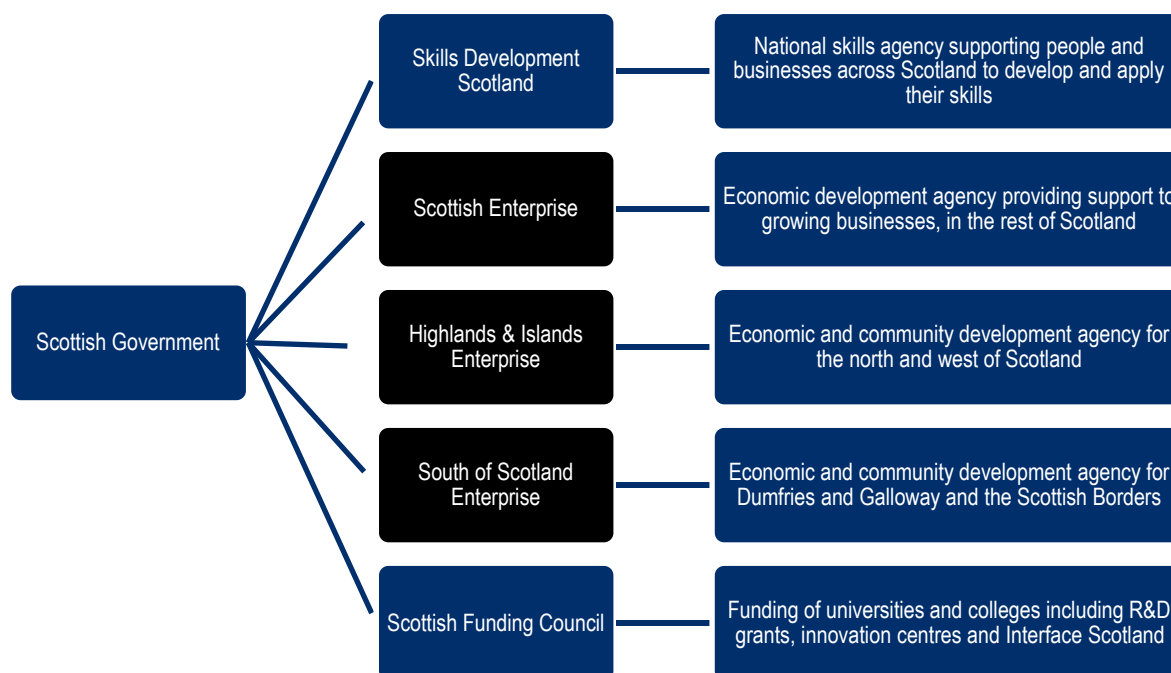 Scottish Government
Skills Development
Scotland
National skills agency supporting people and
businesses across Scotland to develop and apply
their skills
Scottish Enterprise
Economic development agency providing support to
growing businesses, in the rest of Scotland
Highlands & Islands
Enterprise
Economic and community development agency for
the north and west of Scotland
South of Scotland
Enterprise
Economic and community development agency for
Dumfries and Galloway and the Scottish Borders
Scottish Funding Council
Funding of universities and colleges including R&D
grants, innovation centres and Interface Scotland